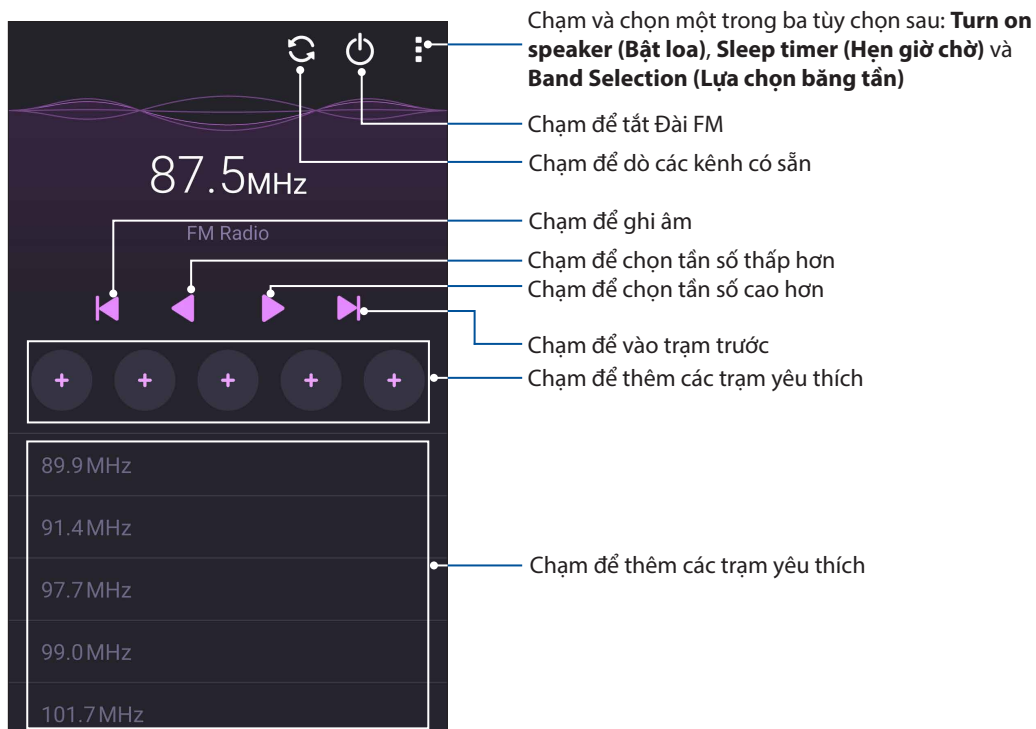 Chạm và chọn một trong ba tùy chọn sau: Turn on
speaker (Bật loa), Sleep timer (Hẹn giờ chờ) và
Band Selection (Lựa chọn băng tần)
Chạm để tắt Đài FM
Chạm để dò các kênh có sẵn
87.5MHz
FM Radio
Chạm để ghi âm
Chạm để chọn tần số thấp hơn
Chạm để chọn tần số cao hơn
Chạm để vào trạm trước
Chạm để thêm các trạm yêu thích
89.9MHz
91.4MHz
Chạm để thêm các trạm yêu thích
97.7MHz
99.0MHz
101.7MHz